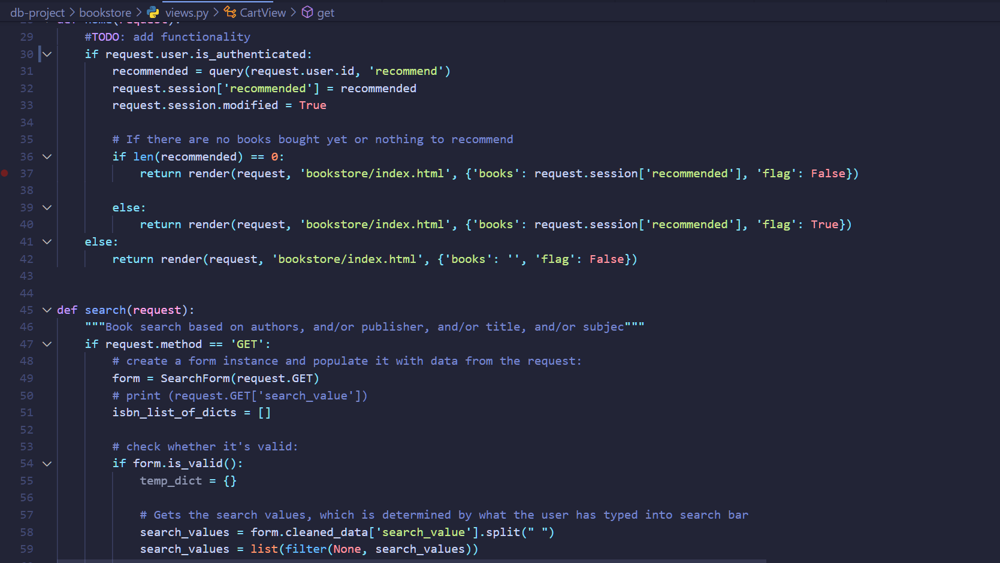 db-project > bookstore > views.py > CartView > get
28 def home(request):
29 #TODO: add functionality
30 if request.user.is_authenticated:
31 recommended = query(request.user.id, 'recommend')
32 request.session['recommended'] = recommended
33 request.session.modified = True
34
35 # If there are no books bought yet or nothing to recommend
36 if len(recommended) == 0:
37 return render(request, 'bookstore/index.html', {'books': request.session['recommended'], 'flag': False})
38
39 else:
40 return render(request, 'bookstore/index.html', {'books': request.session['recommended'], 'flag': True})
41 else:
42 return render(request, 'bookstore/index.html', {'books': '', 'flag': False})
43
44
45 def search(request):
46 """Book search based on authors, and/or publisher, and/or title, and/or subjec"""
47 if request.method == 'GET':
48 # create a form instance and populate it with data from the request:
49 form = SearchForm(request.GET)
50 # print (request.GET['search_value'])
51 isbn_list_of_dicts = []
52
53 # check whether it's valid:
54 if form.is_valid():
55 temp_dict = {}
56
57 # Gets the search values, which is determined by what the user has typed into search bar
58 search_values = form.cleaned_data['search_value'].split(" ")
59 search_values = list(filter(None, search_values))